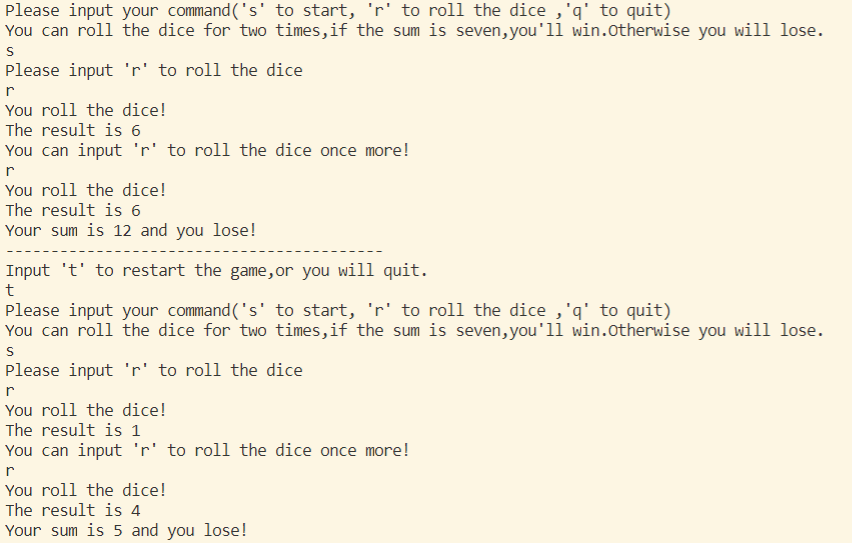 Please input your command('s' to start, 'r' to roll the dice ,'q' to quit)
You can roll the dice for two times,if the sum is seven,you'll win.Otherwise you will lose.
s
Please input 'r' to roll the dice
r
You roll the dice!
The result is 6
You can input 'r' to roll the dice once more!
r
You roll the dice!
The result is 6
Your sum is 12 and you lose!
------------------------------------------
Input 't' to restart the game,or you will quit.
t
Please input your command('s' to start, 'r' to roll the dice ,'q' to quit)
You can roll the dice for two times,if the sum is seven,you'll win.Otherwise you will lose.
s
Please input 'r' to roll the dice
r
You roll the dice!
The result is 1
You can input 'r' to roll the dice once more!
r
You roll the dice!
The result is 4
Your sum is 5 and you lose!